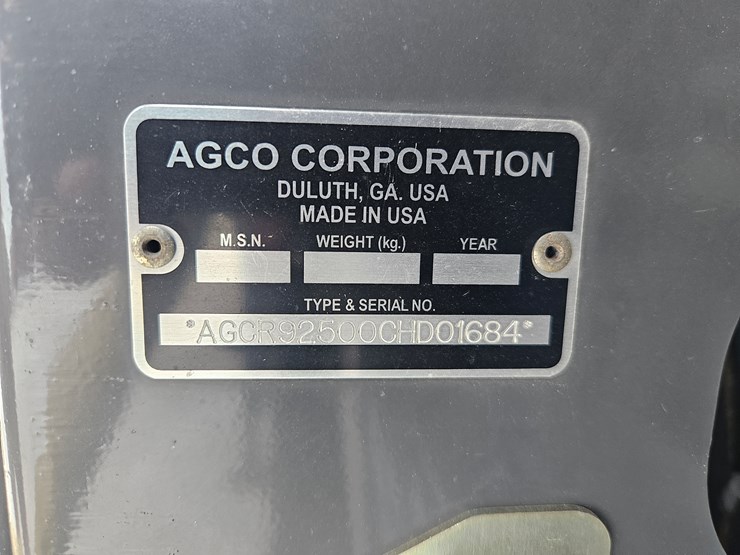 AGCO CORPORATION
DULUTH, GA. USA
MADE IN USA
M.S.N. WEIGHT (kg.) YEAR
TYPE & SERIAL NO.
*AGCR92500CHD01684*